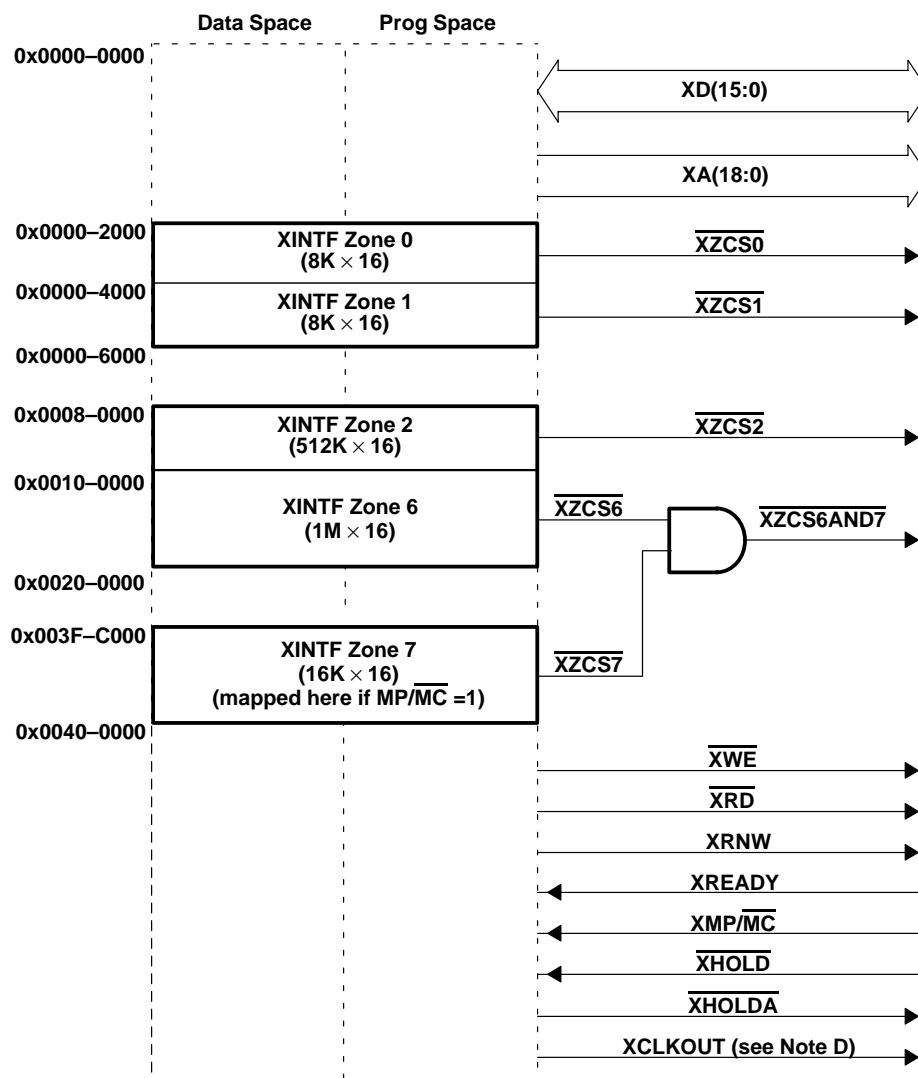 Data Space Prog Space
0x0000–0000
XD(15:0)
XA(18:0)
0x0000–2000
XINTF Zone 0
(8K × 16)
XZCS0
0x0000–4000
XINTF Zone 1
(8K × 16)
XZCS1
0x0000–6000
0x0008–0000
XINTF Zone 2
(512K × 16)
XZCS2
0x0010–0000
XINTF Zone 6
(1M × 16)
XZCS6
XZCS6AND7
0x0020–0000
0x003F–C000
XINTF Zone 7
(16K × 16)
(mapped here if MP/MC =1)
XZCS7
0x0040–0000
XWE
XRD
XRNW
XREADY
XMP/MC
XHOLD
XHOLDA
XCLKOUT (see Note D)